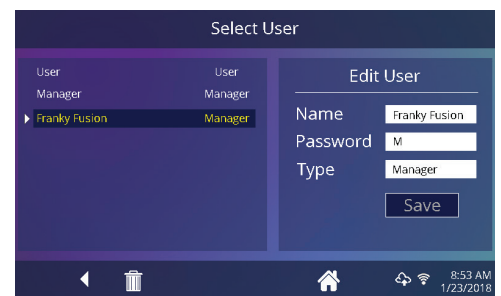 Select User
User User
Manager Manager
Franky Fusion Manager
Edit User
Name Franky Fusion
Password M
Type Manager
Save
8:53 AM
1/23/2018